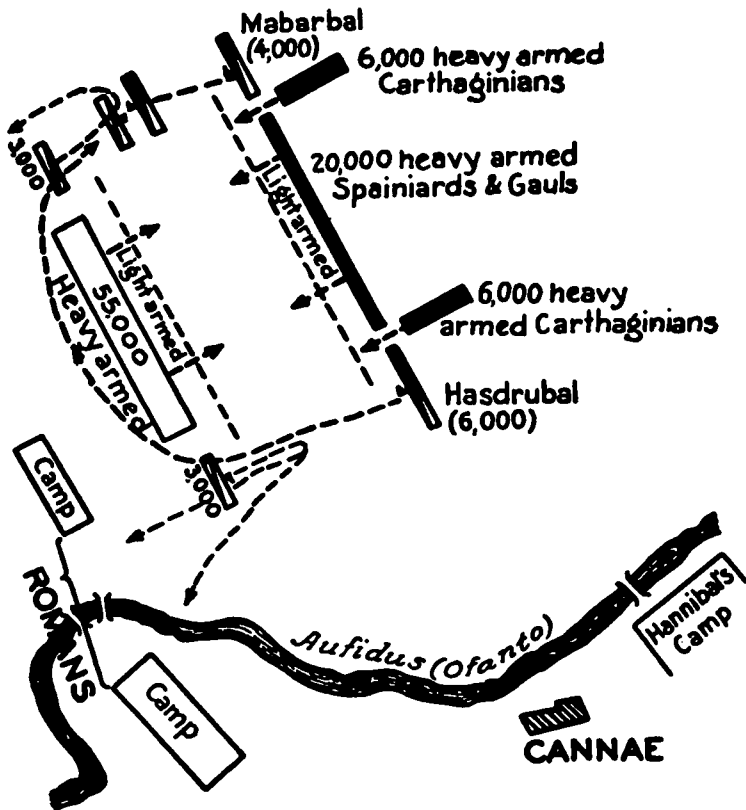 Mabarbal
(4,000)
6,000 heavy armed
Carthaginians
3,000
20,000 heavy armed
Spainiards & Gauls
Light armed
Light armed
55,000
Heavy armed
6,000 heavy
armed Carthaginians
Hasdrubal
(6,000)
3,000
Camp
ROMANS
Camp
Aufidus (Ofanto)
Hannibal's
Camp
CANNAE